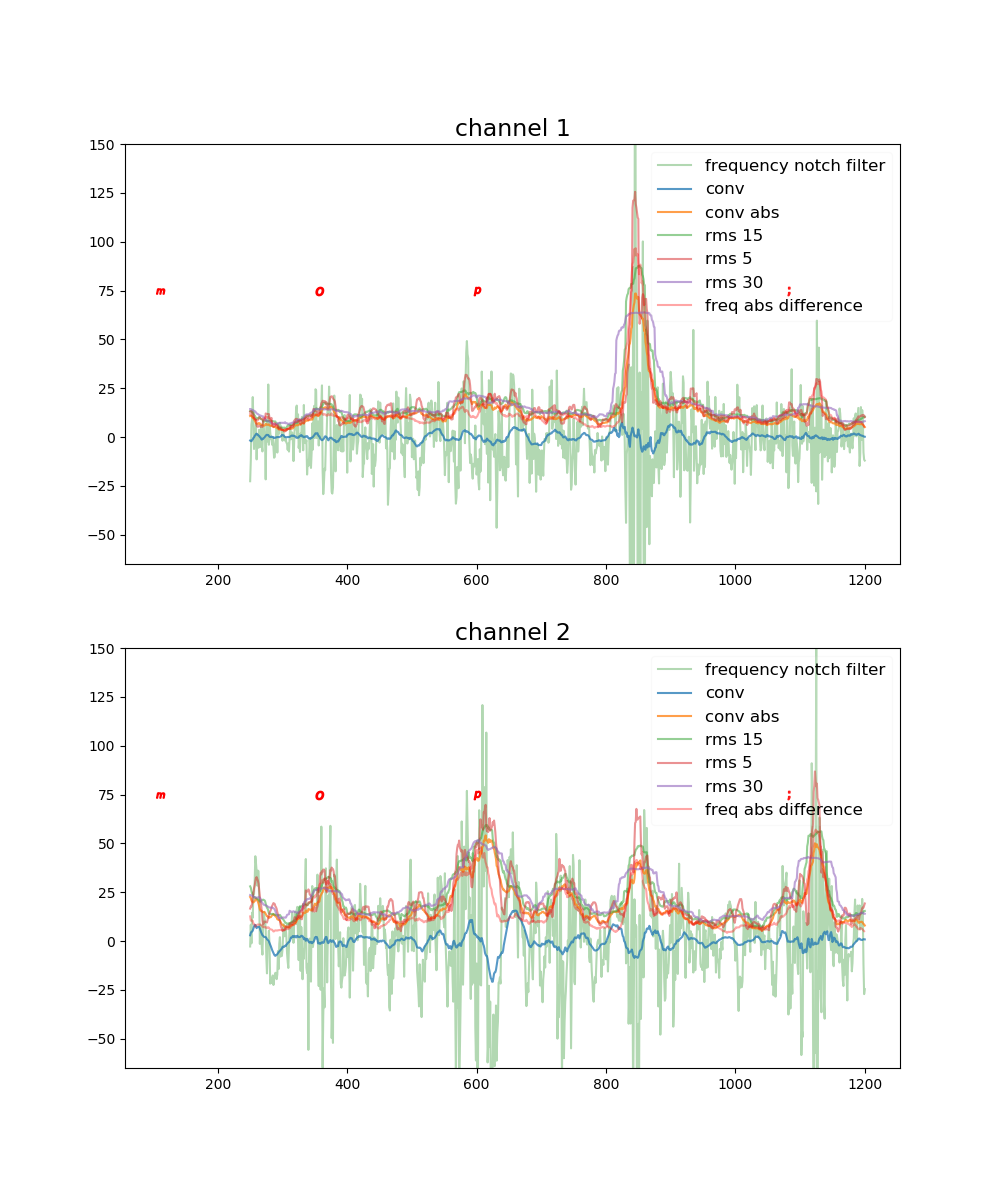 channel 1
150
125
100
75
50
25
0
−25
−50
frequency notch filter
conv
conv abs
rms 15
rms 5
rms 30
freq abs difference
m O p ;
200 400 600 800 1000 1200
channel 2
150
125
100
75
50
25
0
−25
−50
frequency notch filter
conv
conv abs
rms 15
rms 5
rms 30
freq abs difference
m O p ;
200 400 600 800 1000 1200